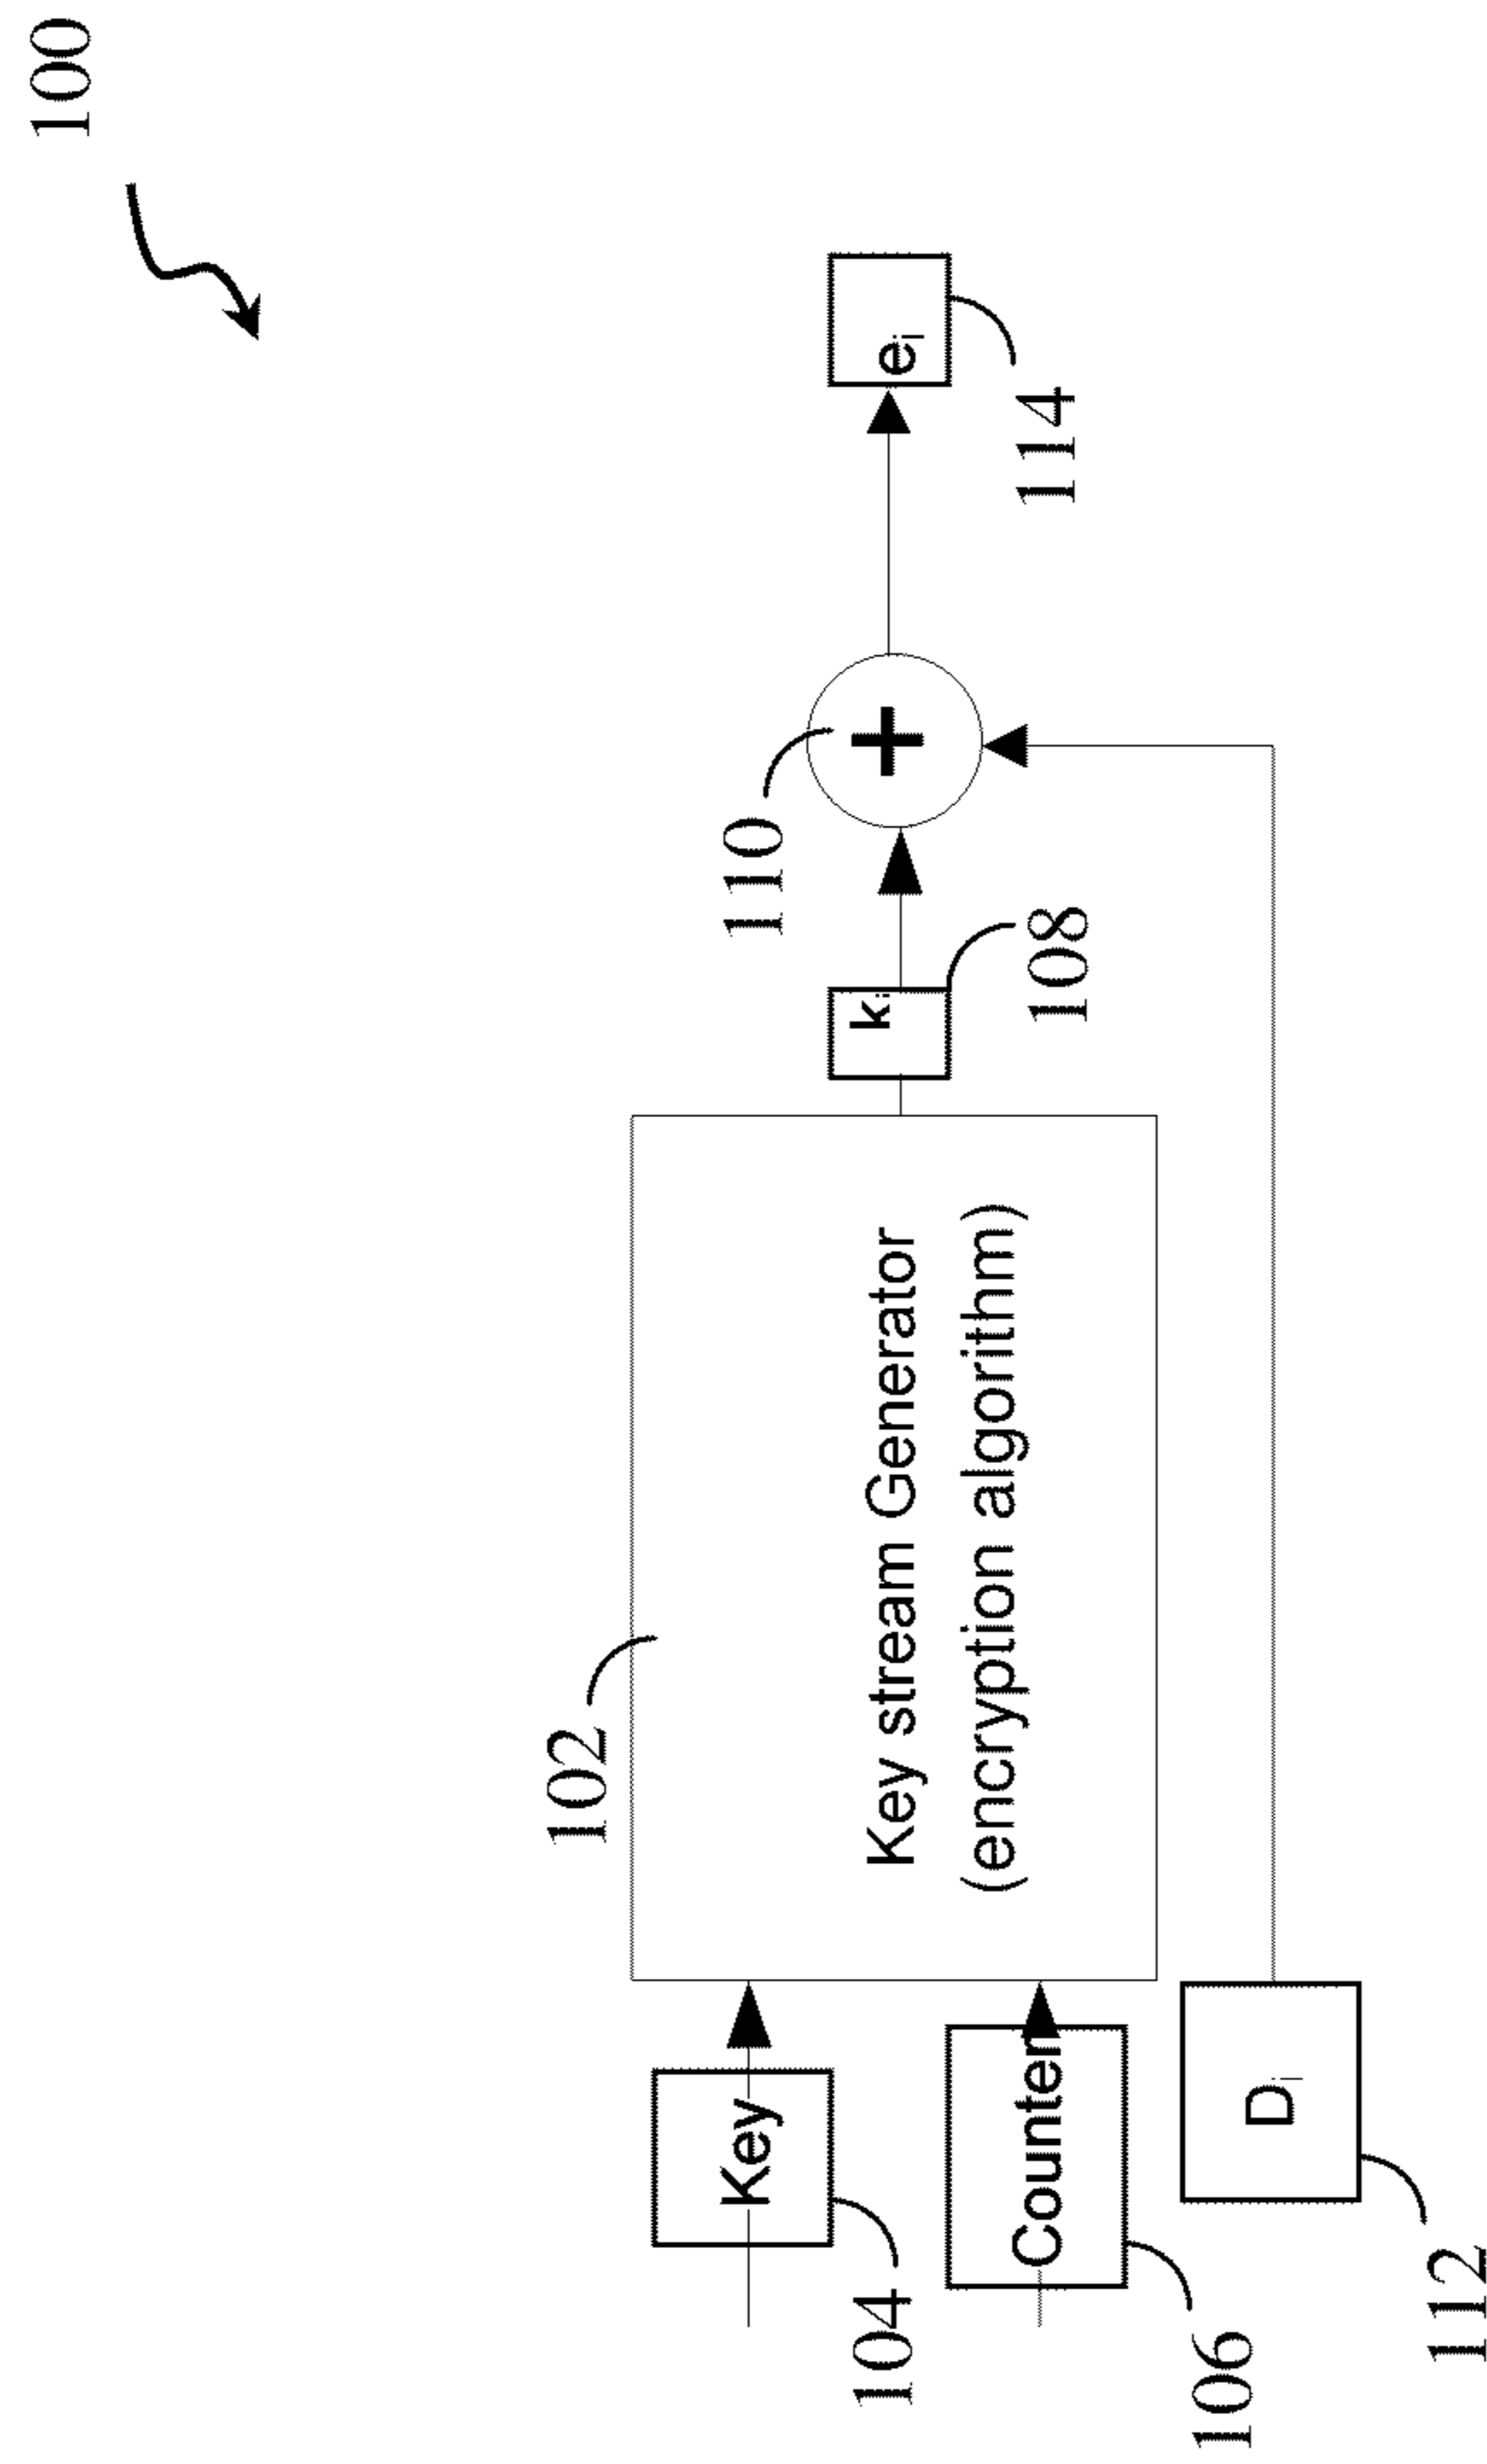 100
102
Key
104
Counter
106
Key stream Generator
(encryption algorithm)
kᵢ
108
110
+
Dᵢ
112
eᵢ
114